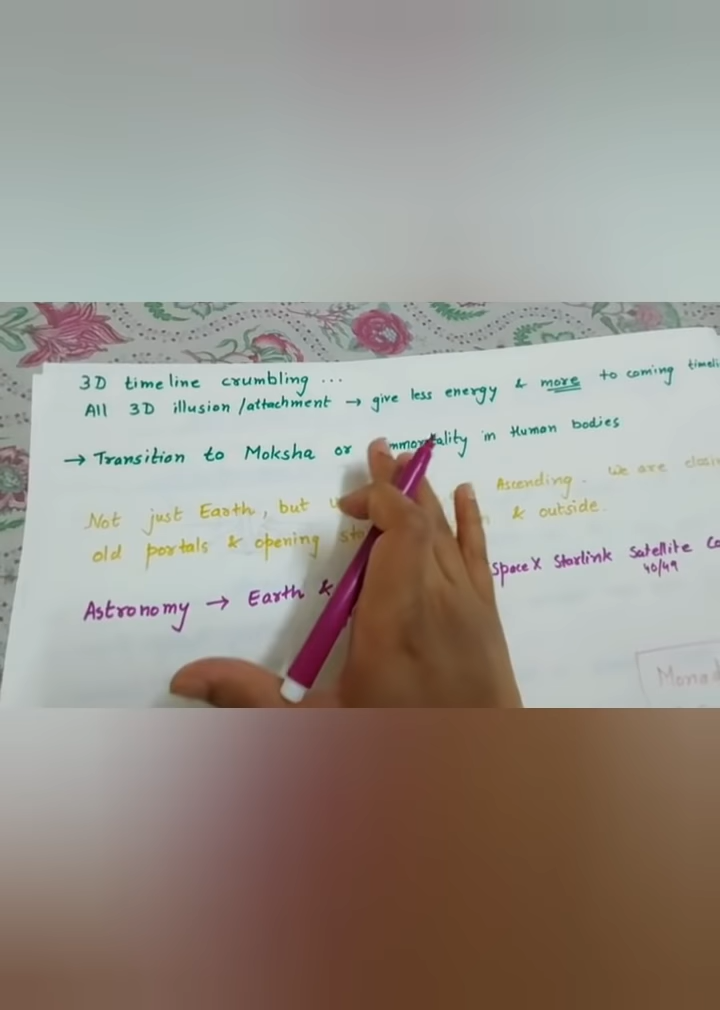 3D timeline crumbling ...
All 3D illusion/attachment → give less energy & more to coming
→ Transition to Moksha or in Human bodies
Not just Earth, but Ascending. We are
old portals & opening & outside.
Astronomy → Earth & SpaceX Starlink Satellite
40/49